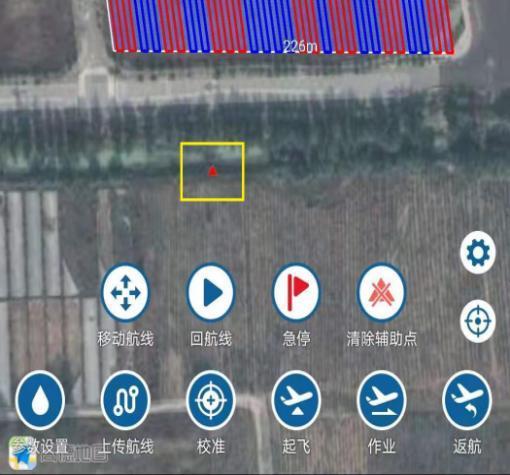 226m
移动航线 回航线 急停 清除辅助点
参数设置 上传航线 校准 起飞 作业 返航
高德地图